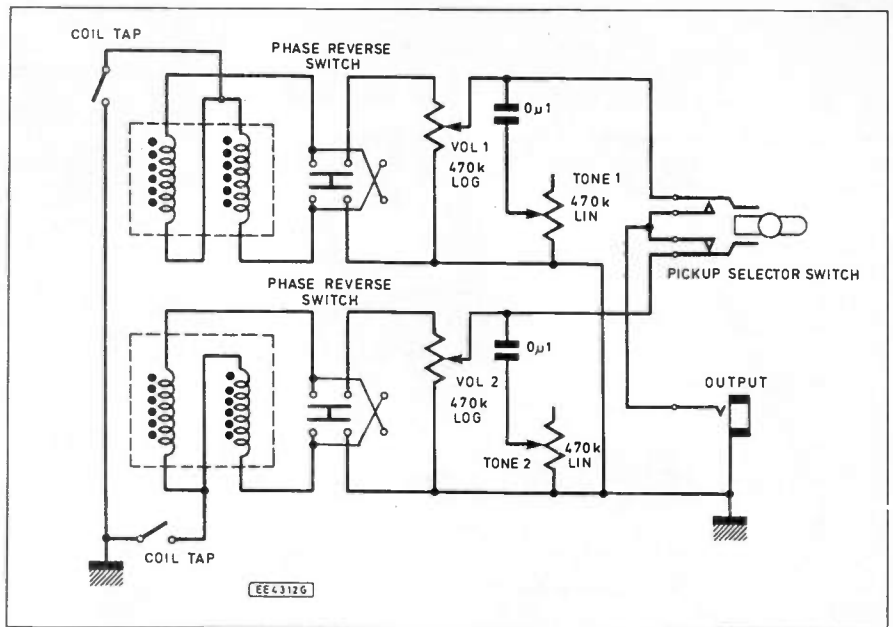 COIL TAP
PHASE REVERSE
SWITCH
0µ1
VOL 1
470k
LOG
TONE 1
470k
LIN
PICKUP SELECTOR SWITCH
PHASE REVERSE
SWITCH
0µ1
VOL 2
470k
LOG
OUTPUT
470k
LIN
TONE 2
COIL TAP
EE4312G